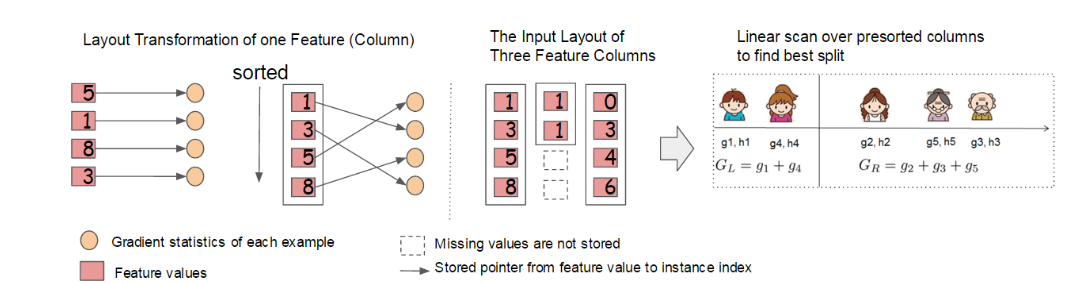 Layout Transformation of one Feature (Column)
sorted
5
1
8
3
1
3
5
8
The Input Layout of
Three Feature Columns
1 1 0
3 1 3
5 4
8 6
Linear scan over presorted columns
to find best split
g1, h1 g4, h4 g2, h2 g5, h5 g3, h3
G_L = g_1 + g_4 G_R = g_2 + g_3 + g_5
Gradient statistics of each example
Feature values
Missing values are not stored
Stored pointer from feature value to instance index